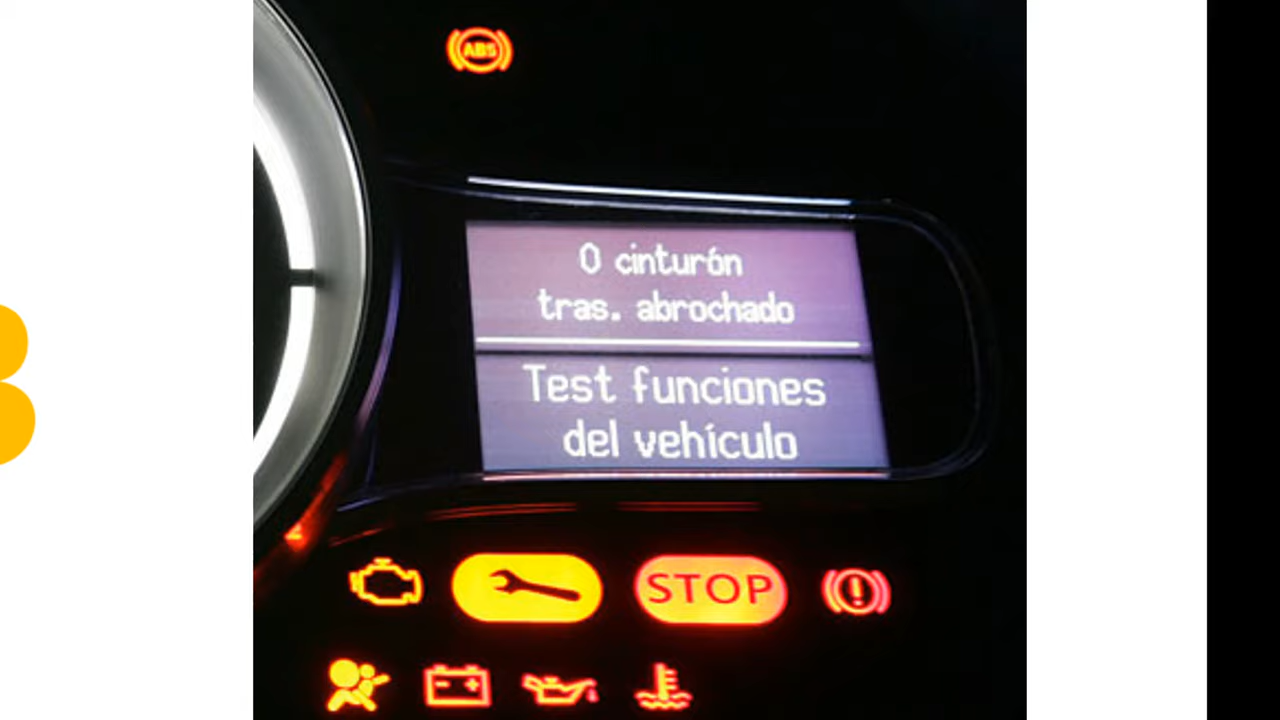 ABS
0 cinturón
tras. abrochado
Test funciones
del vehículo
STOP